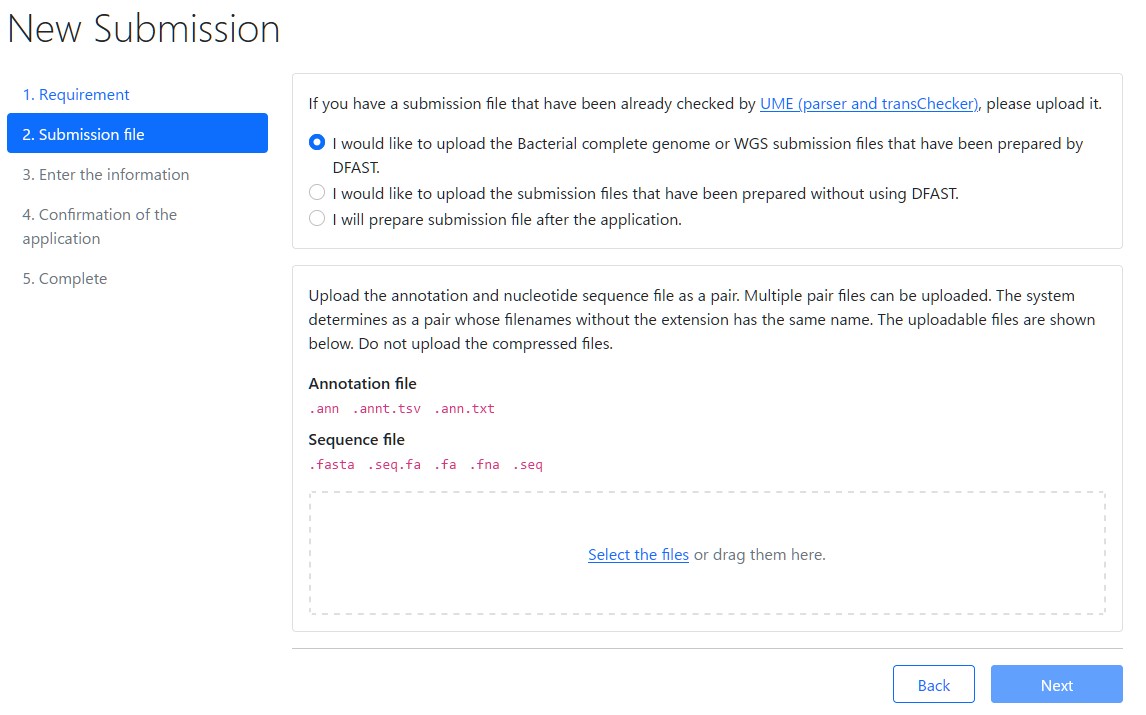 New Submission
1. Requirement
2. Submission file
3. Enter the information
4. Confirmation of the
application
5. Complete
If you have a submission file that have been already checked by UME (parser and transChecker), please upload it.
I would like to upload the Bacterial complete genome or WGS submission files that have been prepared by
DFAST.
I would like to upload the submission files that have been prepared without using DFAST.
I will prepare submission file after the application.
Upload the annotation and nucleotide sequence file as a pair. Multiple pair files can be uploaded. The system
determines as a pair whose filenames without the extension has the same name. The uploadable files are shown
below. Do not upload the compressed files.
Annotation file
.ann .annt.tsv .ann.txt
Sequence file
.fasta .seq.fa .fa .fna .seq
Select the files or drag them here.
Back
Next